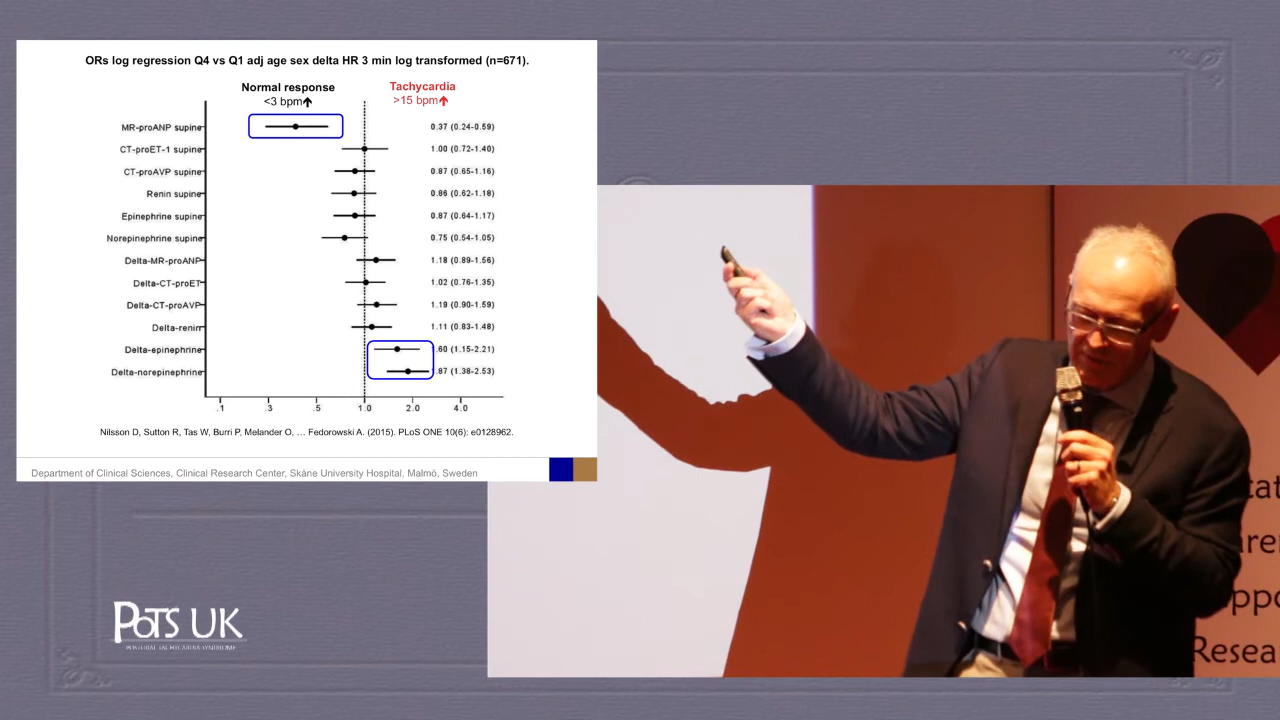 ORs log regression Q4 vs Q1 adj age sex delta HR 3 min log transformed (n=671).
Normal response
<3 bpm↑
Tachycardia
>15 bpm↑
MR-proANP supine 0.37 (0.24-0.59)
CT-proET-1 supine 1.00 (0.72-1.40)
CT-proAVP supine 0.87 (0.65-1.16)
Renin supine 0.86 (0.62-1.18)
Epinephrine supine 0.87 (0.64-1.17)
Norepinephrine supine 0.75 (0.54-1.05)
Delta-MR-proANP 1.18 (0.89-1.56)
Delta-CT-proET 1.02 (0.76-1.35)
Delta-CT-proAVP 1.19 (0.90-1.59)
Delta-renin 1.11 (0.83-1.48)
Delta-epinephrine .60 (1.15-2.21)
Delta-norepinephrine .87 (1.38-2.53)
.1 .3 .5 1.0 2.0 4.0
Nilsson D, Sutton R, Tas W, Burri P, Melander O, … Fedorowski A. (2015). PLoS ONE 10(6): e0128962.
Department of Clinical Sciences, Clinical Research Center, Skåne University Hospital, Malmö, Sweden
PoTS UK
POSTURAL TACHYCARDIA SYNDROME
Resea